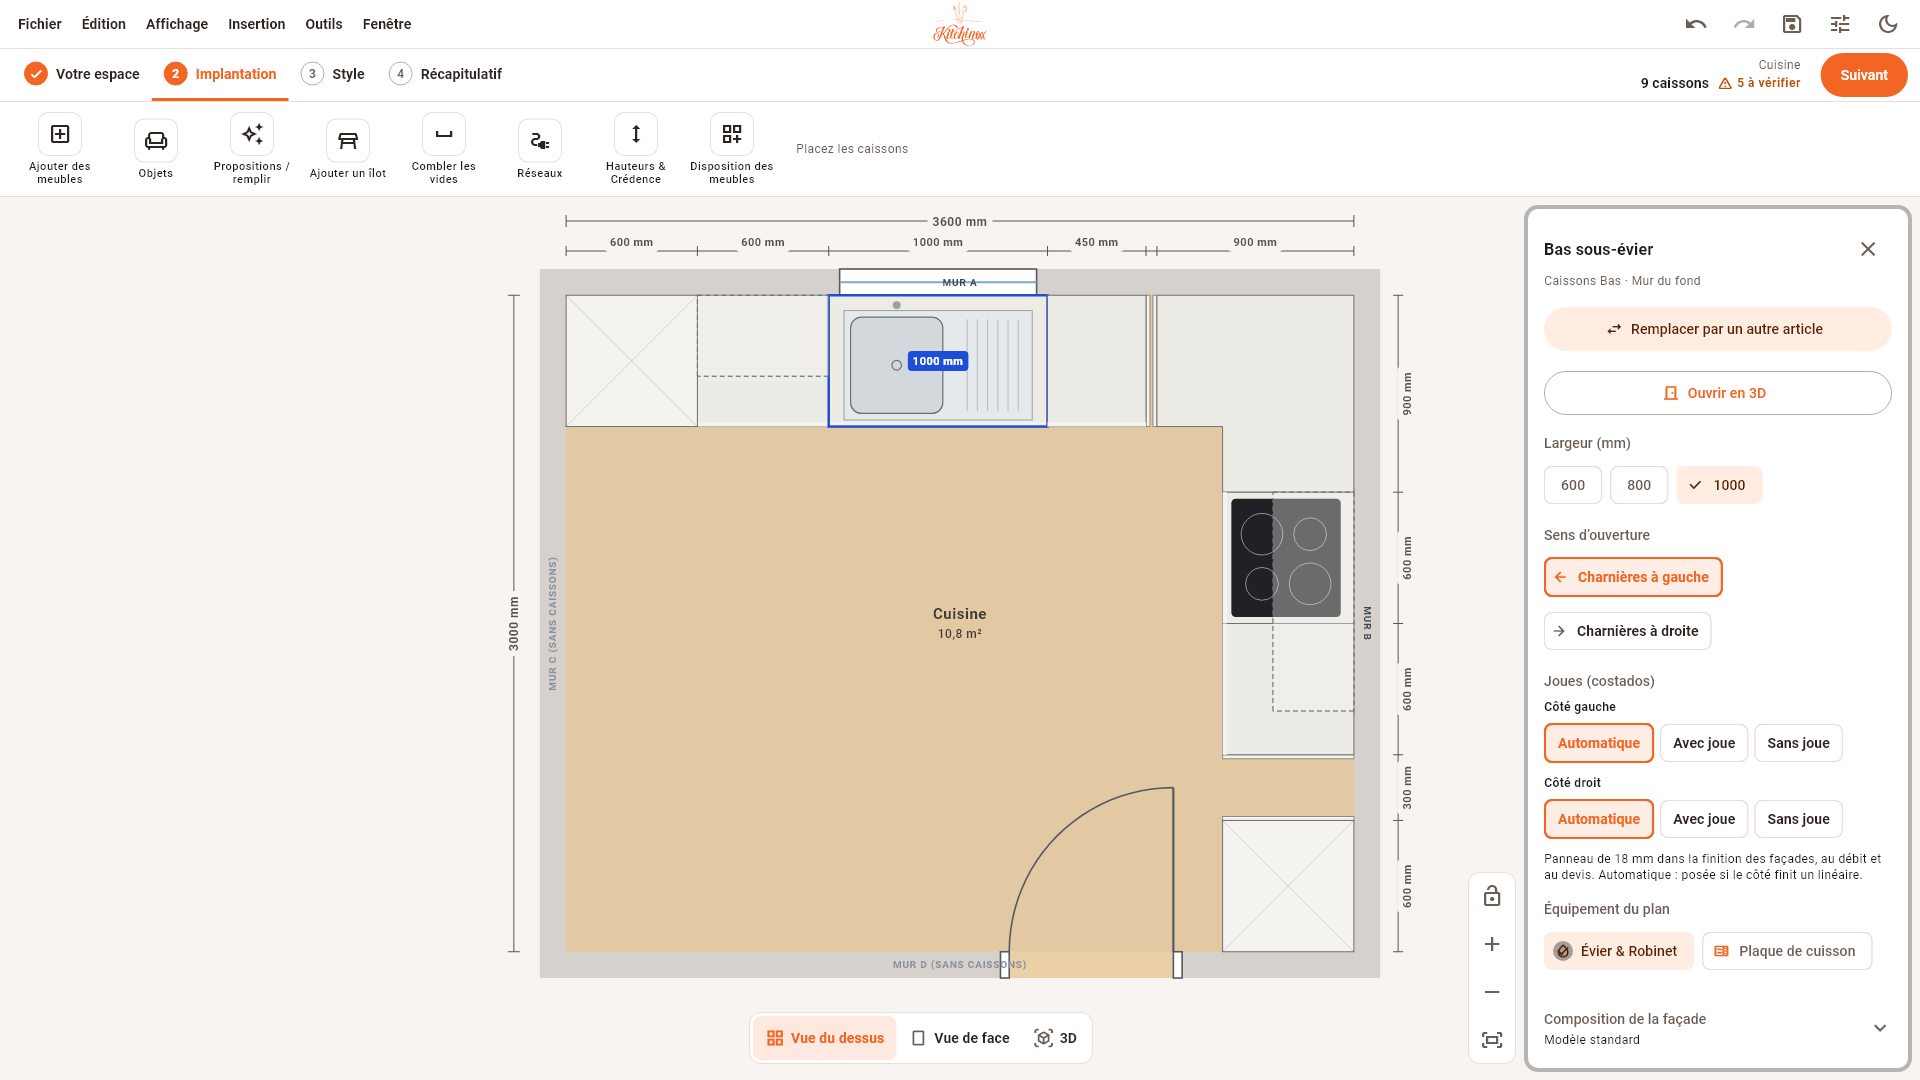 Fichier Édition Affichage Insertion Outils Fenêtre
Kitchinox
Votre espace
2 Implantation
3 Style
4 Récapitulatif
Cuisine
9 caissons 5 à vérifier
Suivant
Ajouter des
meubles
Objets
Propositions /
remplir
Ajouter un îlot
Combler les
vides
Réseaux
Hauteurs &
Crédence
Disposition des
meubles
Placez les caissons
3600 mm
600 mm 600 mm 1000 mm 450 mm 900 mm
MUR A
1000 mm
900 mm
600 mm
600 mm
300 mm
600 mm
3000 mm
MUR C (SANS CAISSONS)
MUR B
Cuisine
10,8 m²
MUR D (SANS CAISSONS)
Vue du dessus Vue de face 3D
Bas sous-évier
Caissons Bas · Mur du fond
Remplacer par un autre article
Ouvrir en 3D
Largeur (mm)
600 800 1000
Sens d’ouverture
Charnières à gauche
Charnières à droite
Joues (costados)
Côté gauche
Automatique Avec joue Sans joue
Côté droit
Automatique Avec joue Sans joue
Panneau de 18 mm dans la finition des façades, au débit et
au devis. Automatique : posée si le côté finit un linéaire.
Équipement du plan
Évier & Robinet Plaque de cuisson
Composition de la façade
Modèle standard